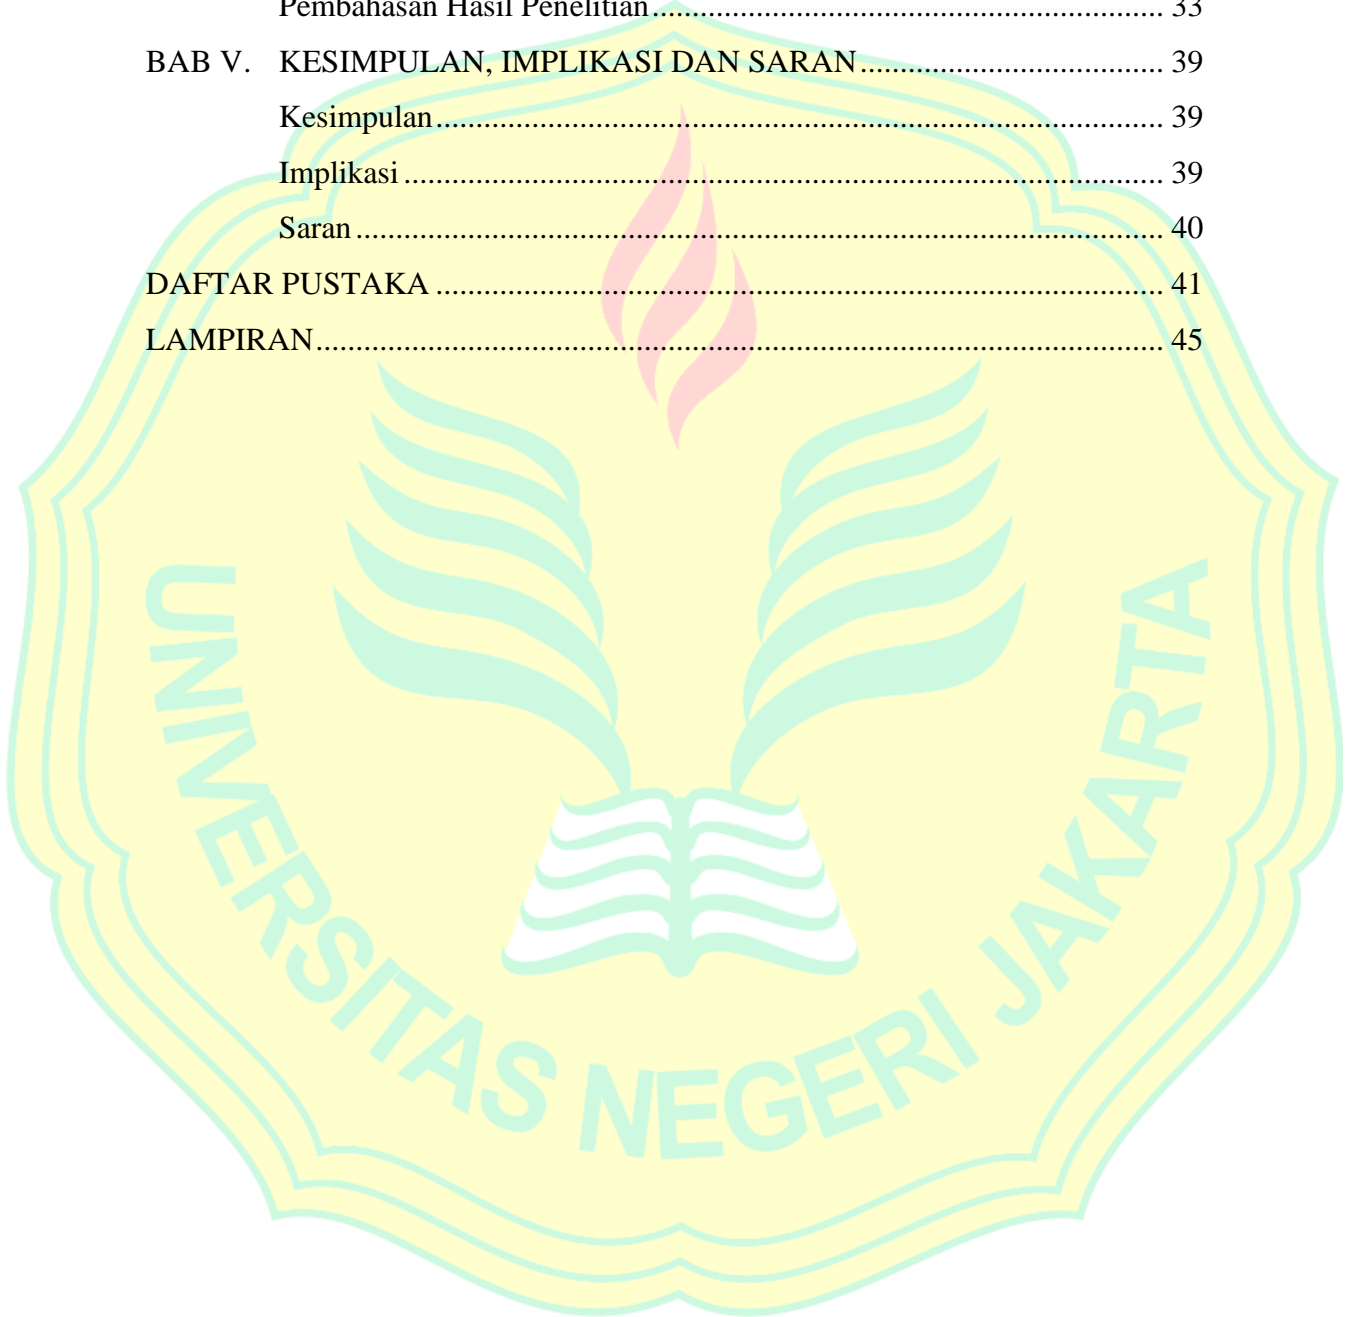 Pembahasan Hasil Penelitian................................................................ 33
BAB V. KESIMPULAN, IMPLIKASI DAN SARAN...................................... 39
Kesimpulan........................................................................................... 39
Implikasi ............................................................................................... 39
Saran ..................................................................................................... 40
DAFTAR PUSTAKA ........................................................................................... 41
LAMPIRAN.......................................................................................................... 45
UNIVERSITAS NEGERI JAKARTA